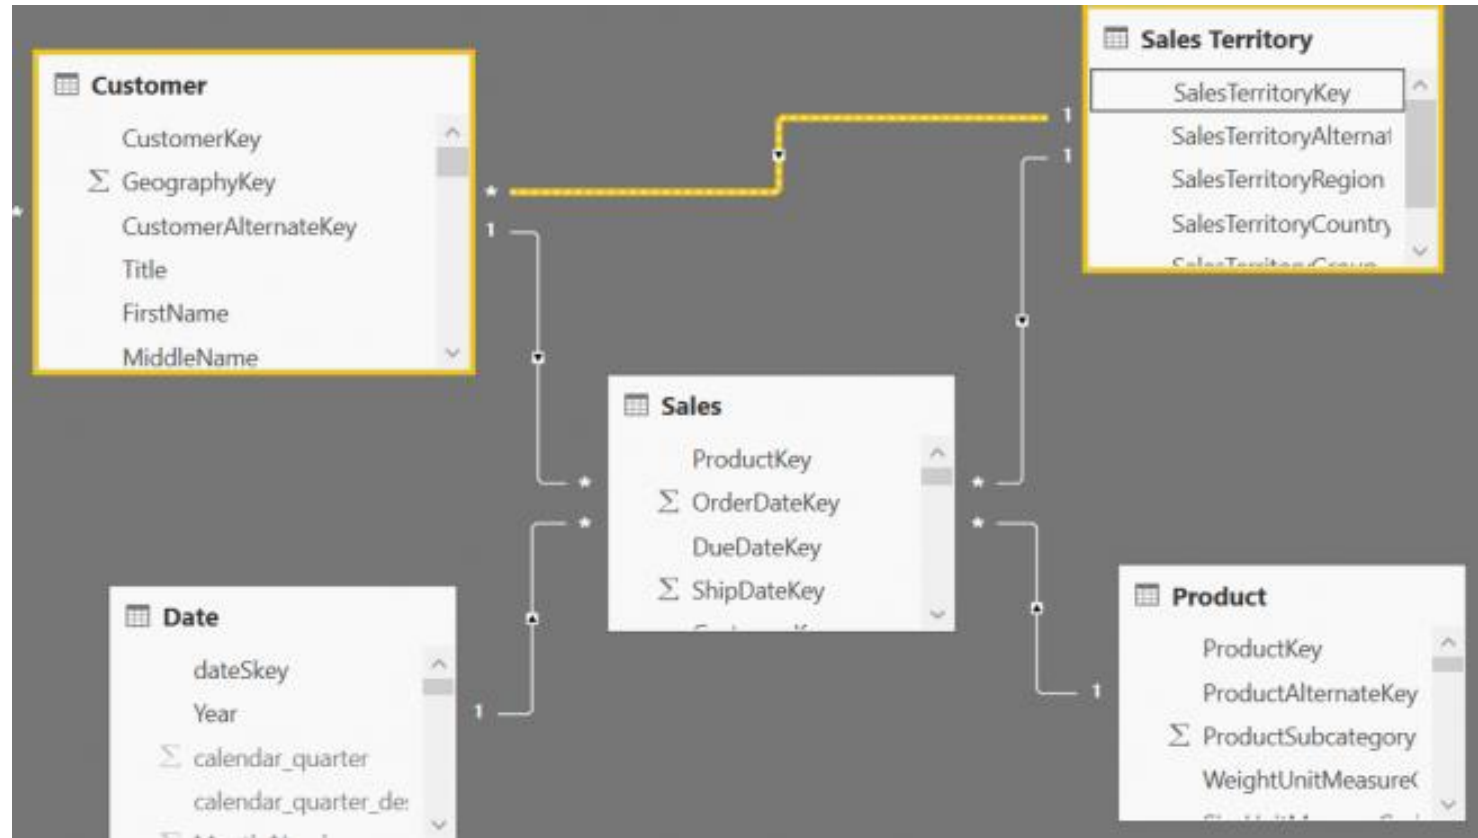 Customer
CustomerKey
Σ GeographyKey
CustomerAlternateKey
Title
FirstName
MiddleName
Sales Territory
SalesTerritoryKey
SalesTerritoryAlternat
SalesTerritoryRegion
SalesTerritoryCountry
*
*
1
1
1
Sales
ProductKey
Σ OrderDateKey
DueDateKey
Σ ShipDateKey
*
*
*
*
Date
dateSkey
Year
Σ calendar_quarter
calendar_quarter_de
1
Product
ProductKey
ProductAlternateKey
Σ ProductSubcategory
WeightUnitMeasure
1